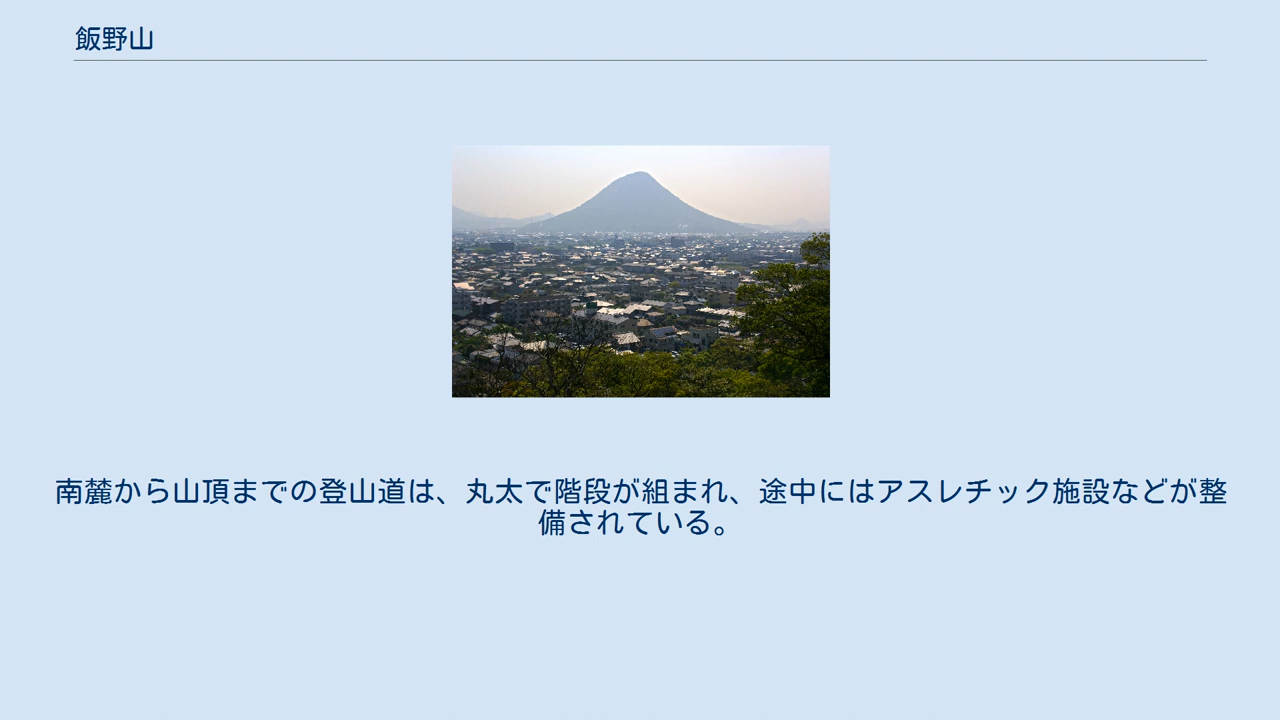 飯野山
南麓から山頂までの登山道は、丸太で階段が組まれ、途中にはアスレチック施設などが整
備されている。